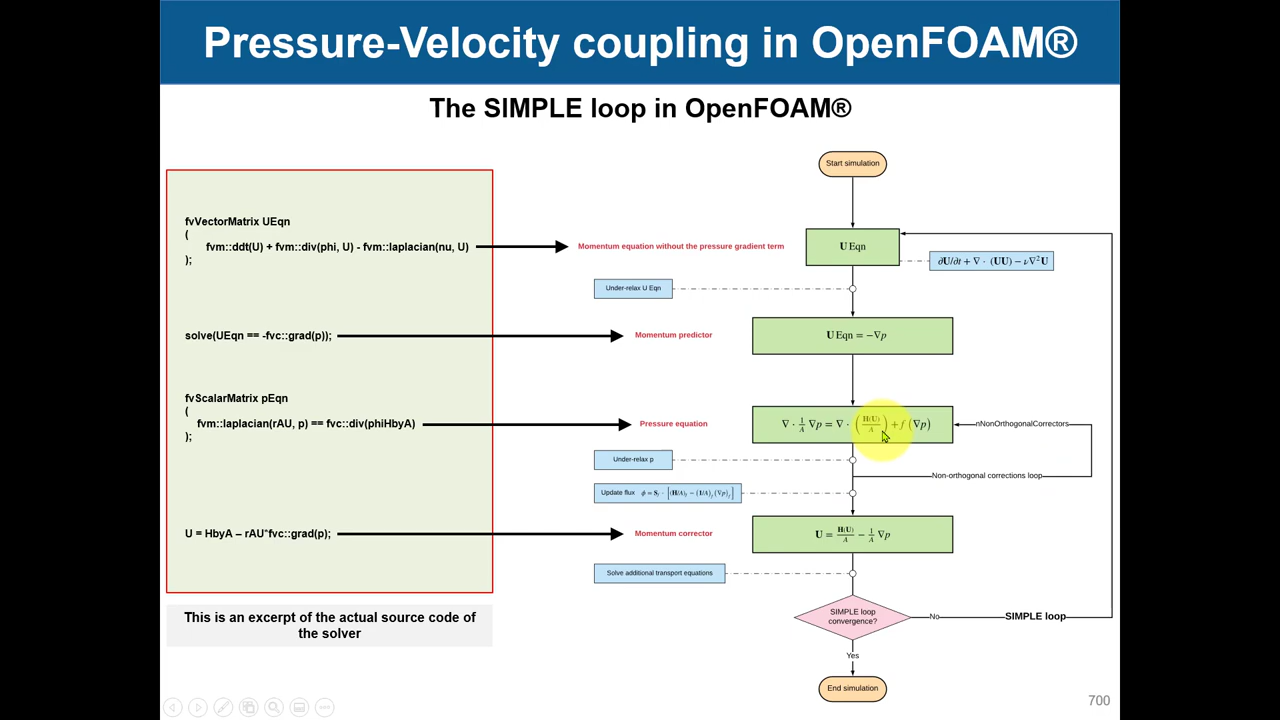 Pressure-Velocity coupling in OpenFOAM®
The SIMPLE loop in OpenFOAM®
fvVectorMatrix UEqn
(
fvm::ddt(U) + fvm::div(phi, U) - fvm::laplacian(nu, U)
);
solve(UEqn == -fvc::grad(p));
fvScalarMatrix pEqn
(
fvm::laplacian(rAU, p) == fvc::div(phiHbyA)
);
U = HbyA – rAU*fvc::grad(p);
This is an excerpt of the actual source code of
the solver
Momentum equation without the pressure gradient term
Under-relax U Eqn
Momentum predictor
Pressure equation
Under-relax p
Update flux ϕ = S_f · [(H/A)_f − (1/A)_f (∇p)_f]
Momentum corrector
Solve additional transport equations
Start simulation
U Eqn
∂U/∂t + ∇ · (UU) − ν∇²U
U Eqn = −∇p
∇ · 1/A ∇p = ∇ · (H(U)/A) + f (∇p)
nNonOrthogonalCorrectors
Non-orthogonal corrections loop
U = H(U)/A − 1/A ∇p
SIMPLE loop
convergence?
No
SIMPLE loop
Yes
End simulation
700